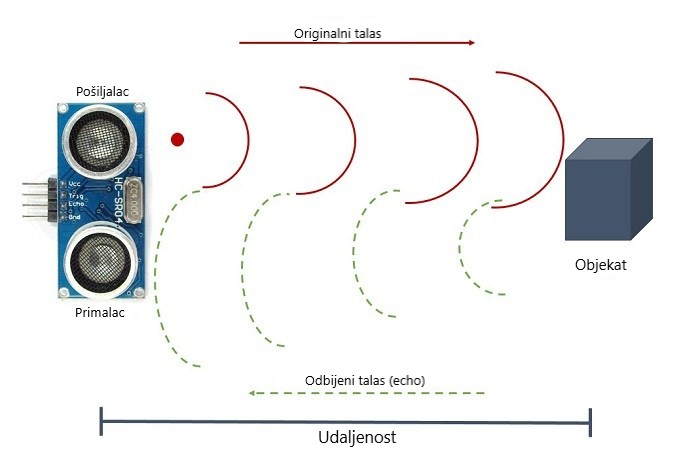 Originalni talas
Pošiljalac
Vcc
Trig
Echo
Gnd
HC-SR04
Primalac
Objekat
Odbijeni talas (echo)
Udaljenost